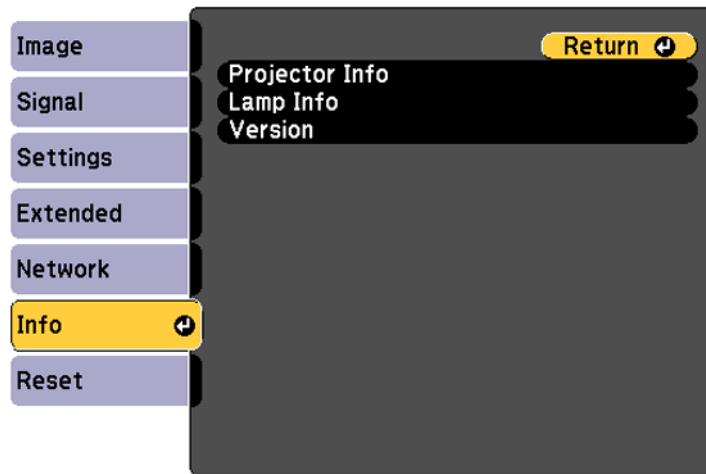 Image
Signal
Settings
Extended
Network
Info
Reset
Return
Projector Info
Lamp Info
Version